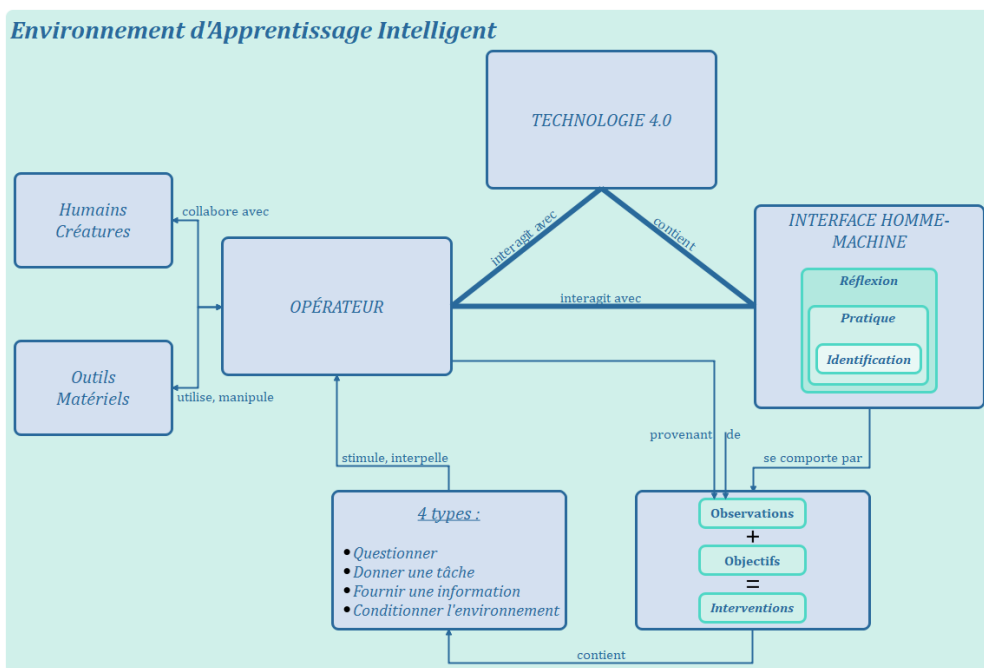 Environnement d'Apprentissage Intelligent
TECHNOLOGIE 4.0
Humains
Créatures
collabore avec
interagit avec
contient
INTERFACE HOMME-
MACHINE
Réflexion
Pratique
Identification
OPÉRATEUR
interagit avec
Outils
Matériels
utilise, manipule
provenant de
se comporte par
stimule, interpelle
4 types :
• Questionner
• Donner une tâche
• Fournir une information
• Conditionner l'environnement
Observations
+
Objectifs
=
Interventions
contient